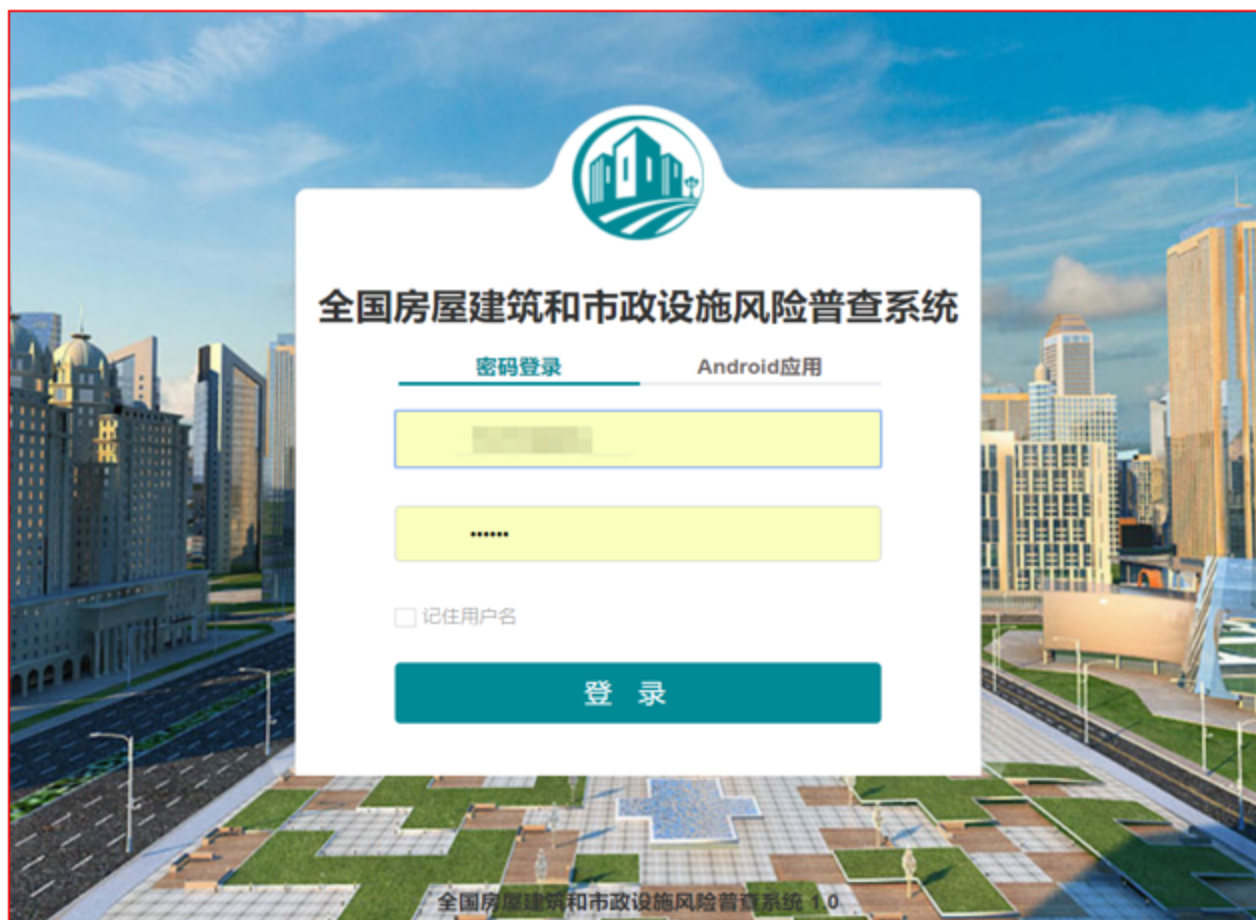 全国房屋建筑和市政设施风险普查系统
密码登录 Android应用
••••••
记住用户名
登 录
全国房屋建筑和市政设施风险普查系统 1.0